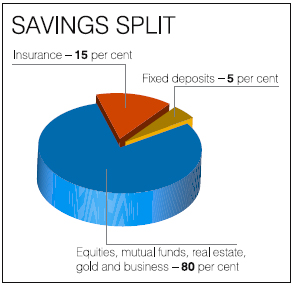 SAVINGS SPLIT
Insurance – 15 per cent
Fixed deposits – 5 per cent
Equities, mutual funds, real estate,
gold and business – 80 per cent